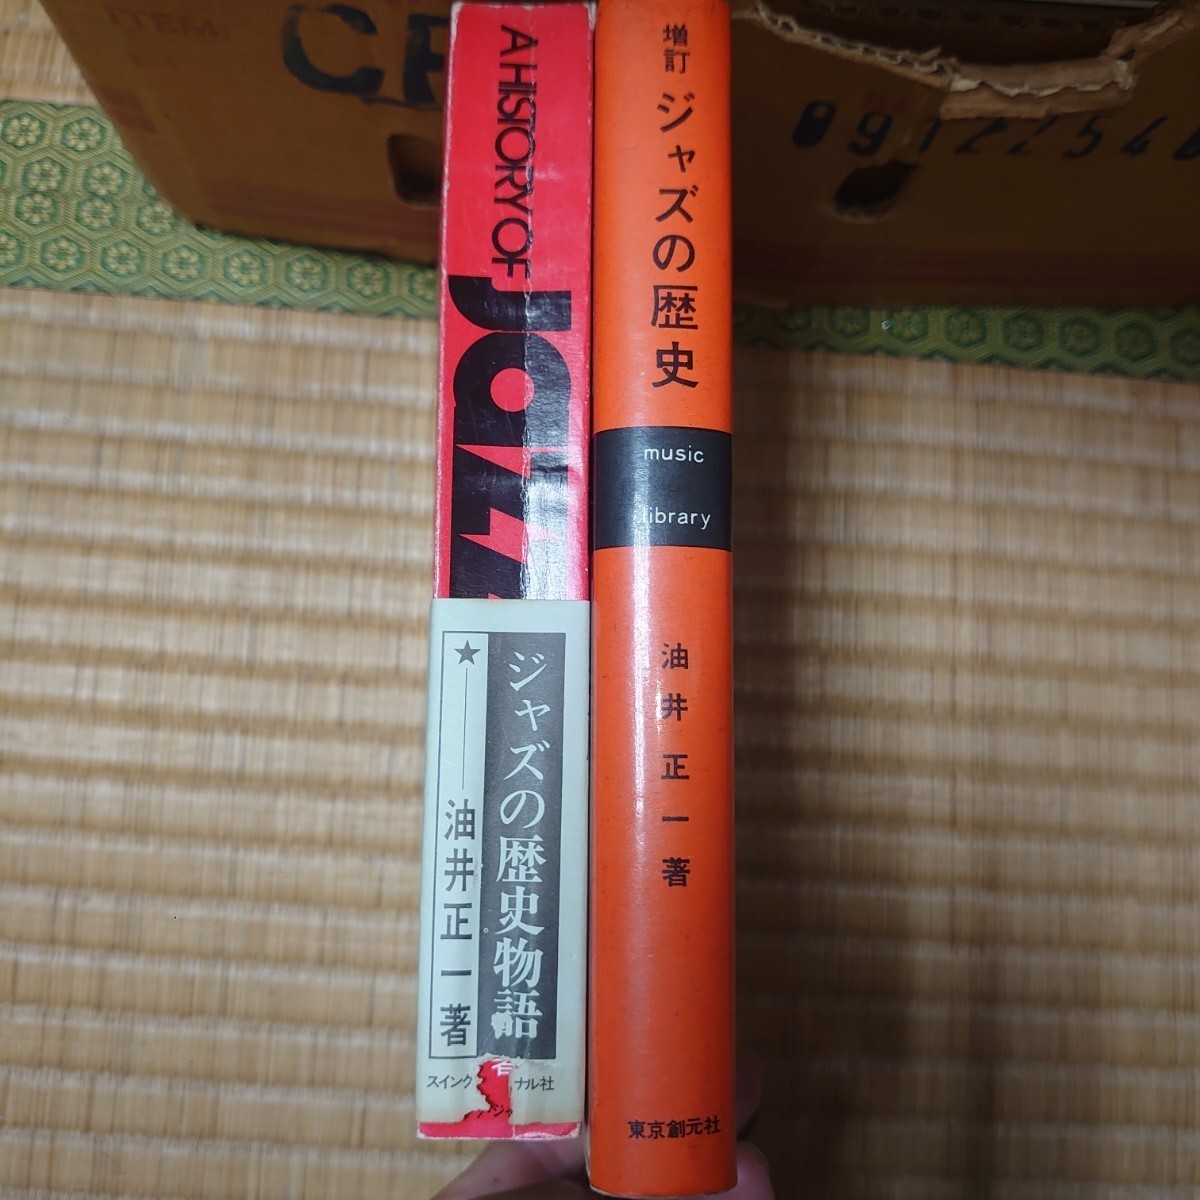 A HISTORY OF
JAZZ
ジャズの歴史物語
★
油井正一著
スイング
ナル社
増訂
ジャズの歴史
music
library
油井正一著
東京創元社
ITEM: